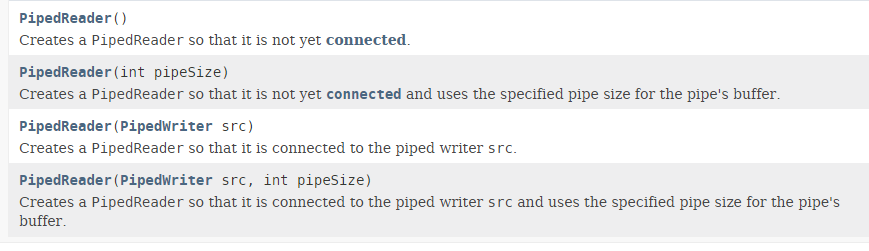 PipedReader()
Creates a PipedReader so that it is not yet connected.
PipedReader(int pipeSize)
Creates a PipedReader so that it is not yet connected and uses the specified pipe size for the pipe's buffer.
PipedReader(PipedWriter src)
Creates a PipedReader so that it is connected to the piped writer src.
PipedReader(PipedWriter src, int pipeSize)
Creates a PipedReader so that it is connected to the piped writer src and uses the specified pipe size for the pipe's
buffer.